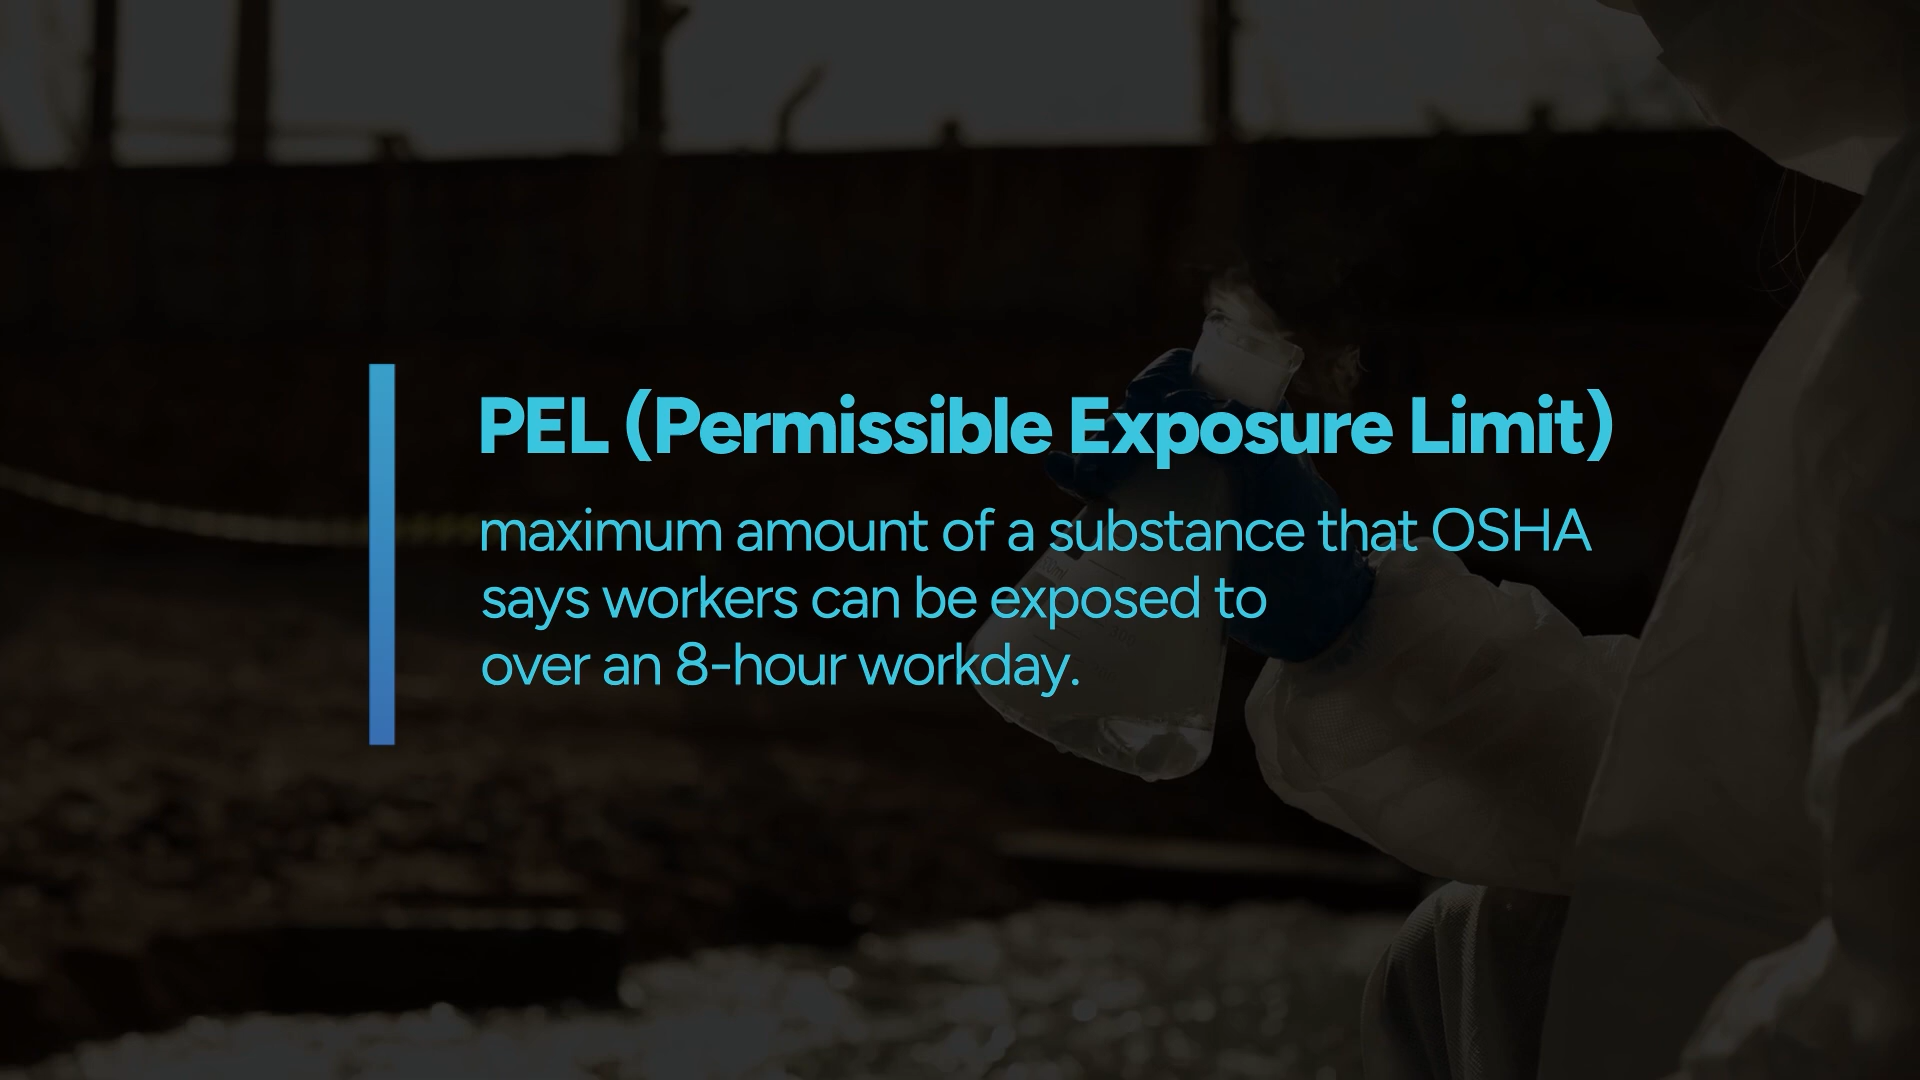 PEL (Permissible Exposure Limit)
maximum amount of a substance that OSHA
says workers can be exposed to
over an 8-hour workday.